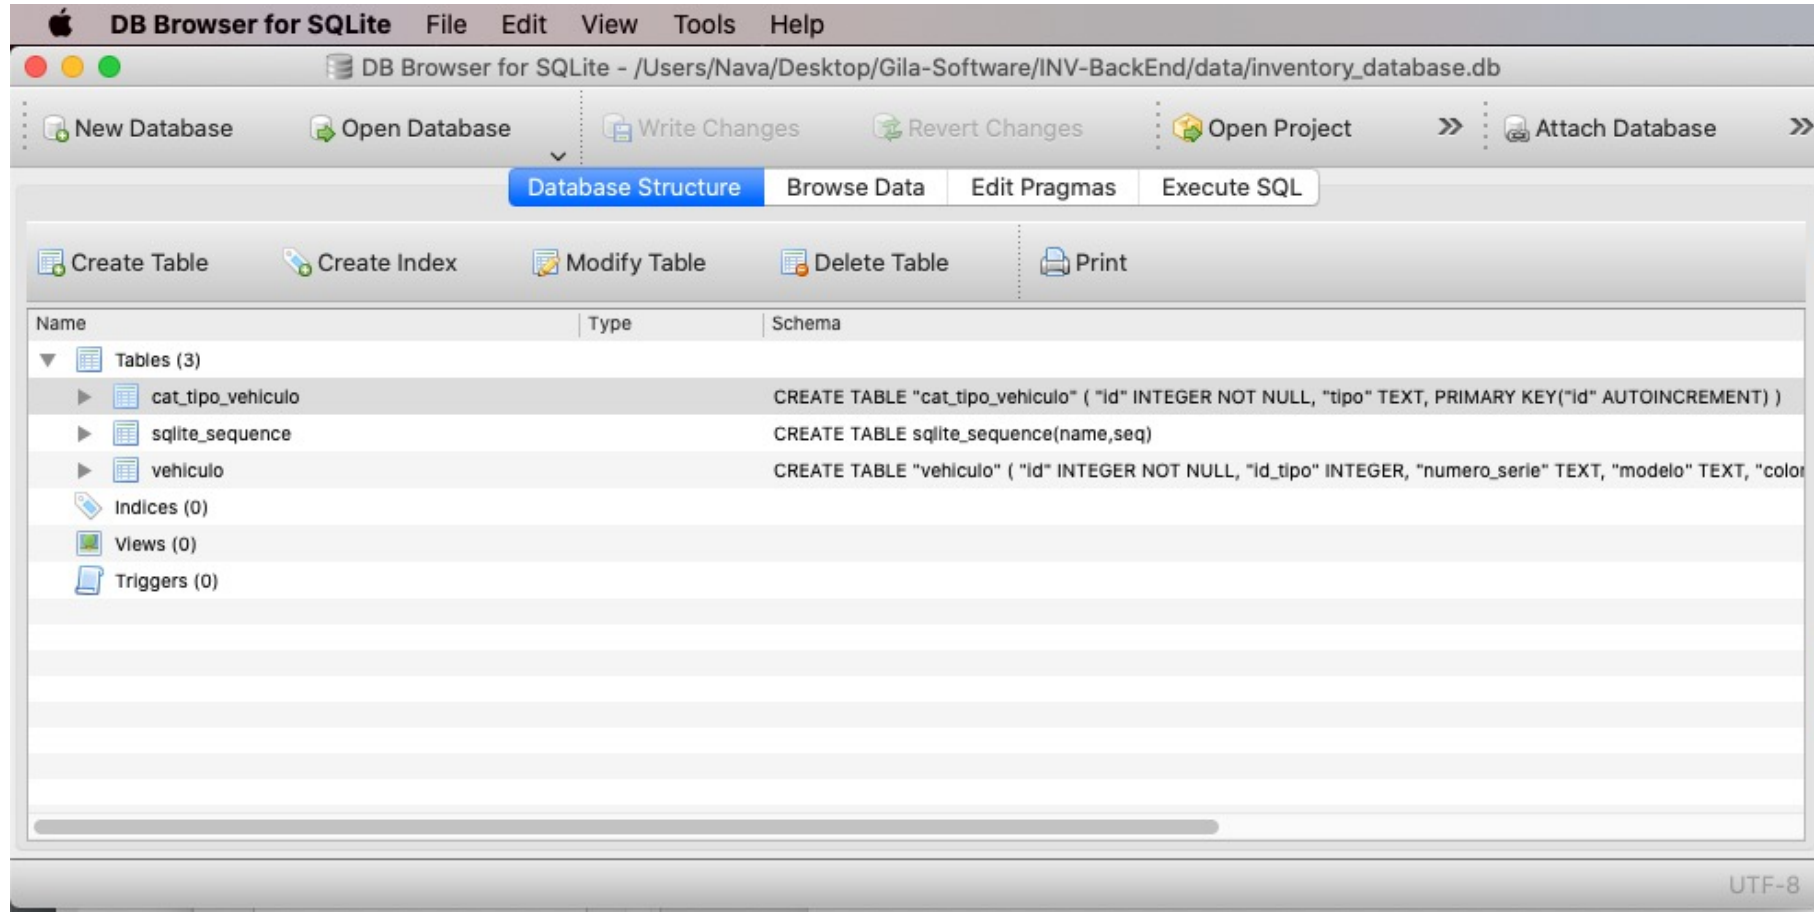 DB Browser for SQLite File Edit View Tools Help
DB Browser for SQLite - /Users/Nava/Desktop/Gila-Software/INV-BackEnd/data/inventory_database.db
New Database Open Database Write Changes Revert Changes Open Project Attach Database
Database Structure Browse Data Edit Pragmas Execute SQL
Create Table Create Index Modify Table Delete Table Print
Name Type Schema
Tables (3)
cat_tipo_vehiculo CREATE TABLE "cat_tipo_vehiculo" ( "id" INTEGER NOT NULL, "tipo" TEXT, PRIMARY KEY("id" AUTOINCREMENT) )
sqlite_sequence CREATE TABLE sqlite_sequence(name,seq)
vehiculo CREATE TABLE "vehiculo" ( "id" INTEGER NOT NULL, "id_tipo" INTEGER, "numero_serie" TEXT, "modelo" TEXT, "color
Indices (0)
Views (0)
Triggers (0)
UTF-8